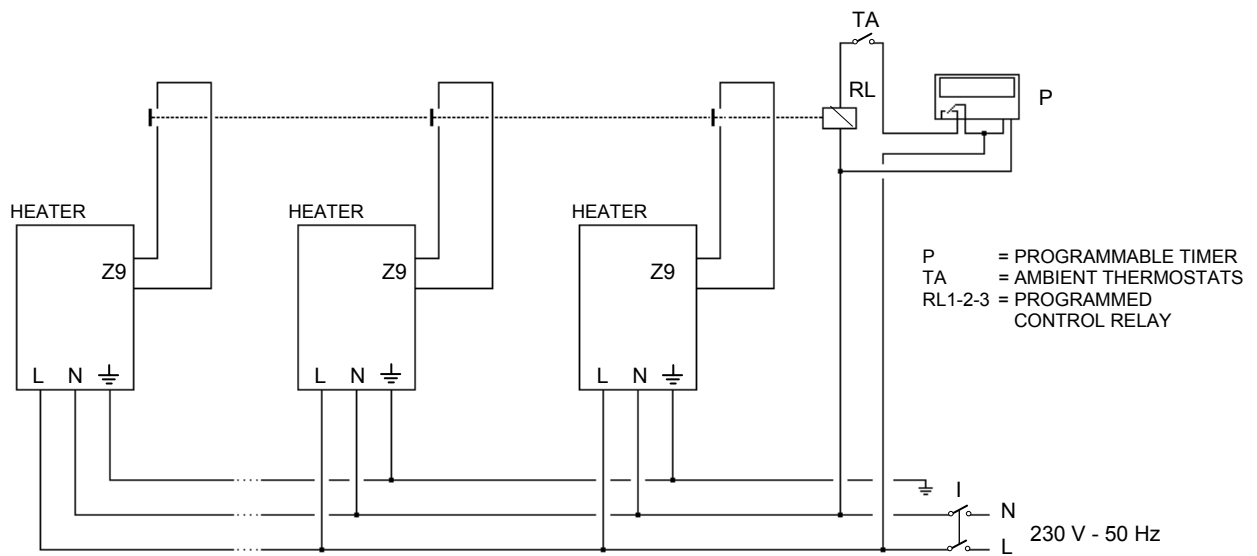 TA
RL
P
HEATER
HEATER
HEATER
Z9
Z9
Z9
P = PROGRAMMABLE TIMER
TA = AMBIENT THERMOSTATS
RL1-2-3 = PROGRAMMED
CONTROL RELAY
L N
L N
L N
I
N
230 V - 50 Hz
L